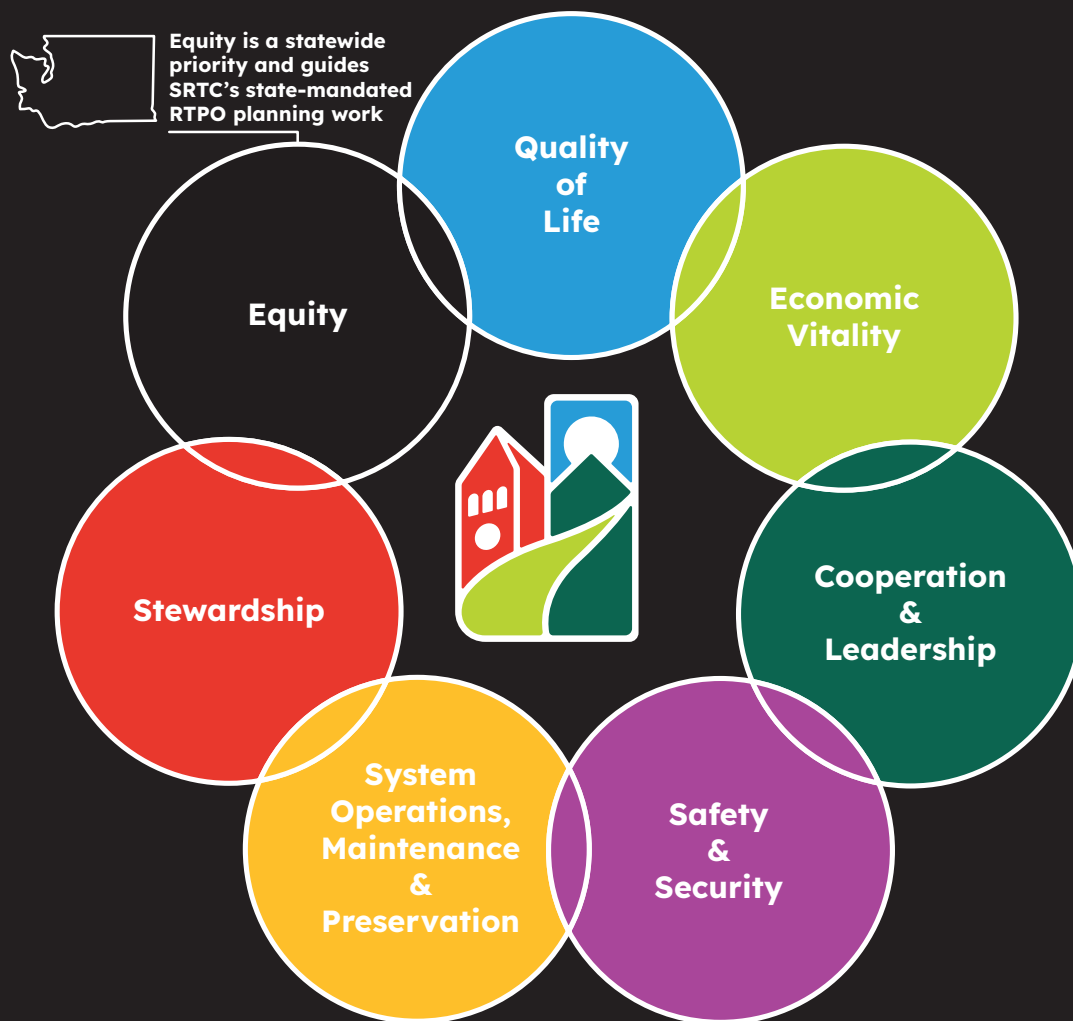 Equity is a statewide
priority and guides
SRTC's state-mandated
RTPO planning work
Quality
of
Life
Economic
Vitality
Equity
Cooperation
&
Leadership
Stewardship
Safety
&
Security
System
Operations,
Maintenance
&
Preservation